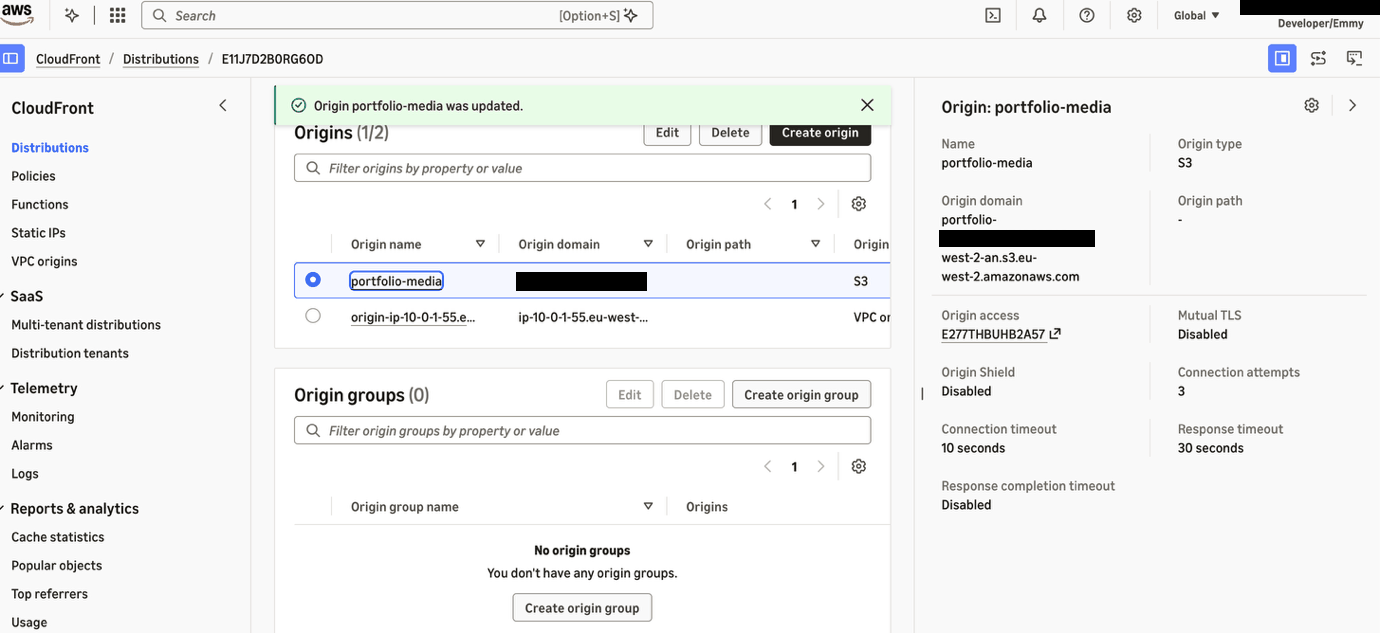 aws
Search [Option+S]
Global
Developer/Emmy
CloudFront / Distributions / E11J7D2B0RG6OD
CloudFront
Distributions
Policies
Functions
Static IPs
VPC origins
SaaS
Multi-tenant distributions
Distribution tenants
Telemetry
Monitoring
Alarms
Logs
Reports & analytics
Cache statistics
Popular objects
Top referrers
Usage
Origin portfolio-media was updated.
Origins (1/2)
Edit Delete Create origin
Filter origins by property or value
1
Origin name Origin domain Origin path Origin
portfolio-media S3
origin-ip-10-0-1-55.e... ip-10-0-1-55.eu-west-... VPC or
Origin groups (0)
Edit Delete Create origin group
Filter origin groups by property or value
1
Origin group name Origins
No origin groups
You don't have any origin groups.
Create origin group
Origin: portfolio-media
Name
portfolio-media
Origin type
S3
Origin domain
portfolio-
west-2-an.s3.eu-
west-2.amazonaws.com
Origin path
-
Origin access
E277THBUHB2A57
Mutual TLS
Disabled
Origin Shield
Disabled
Connection attempts
3
Connection timeout
10 seconds
Response timeout
30 seconds
Response completion timeout
Disabled